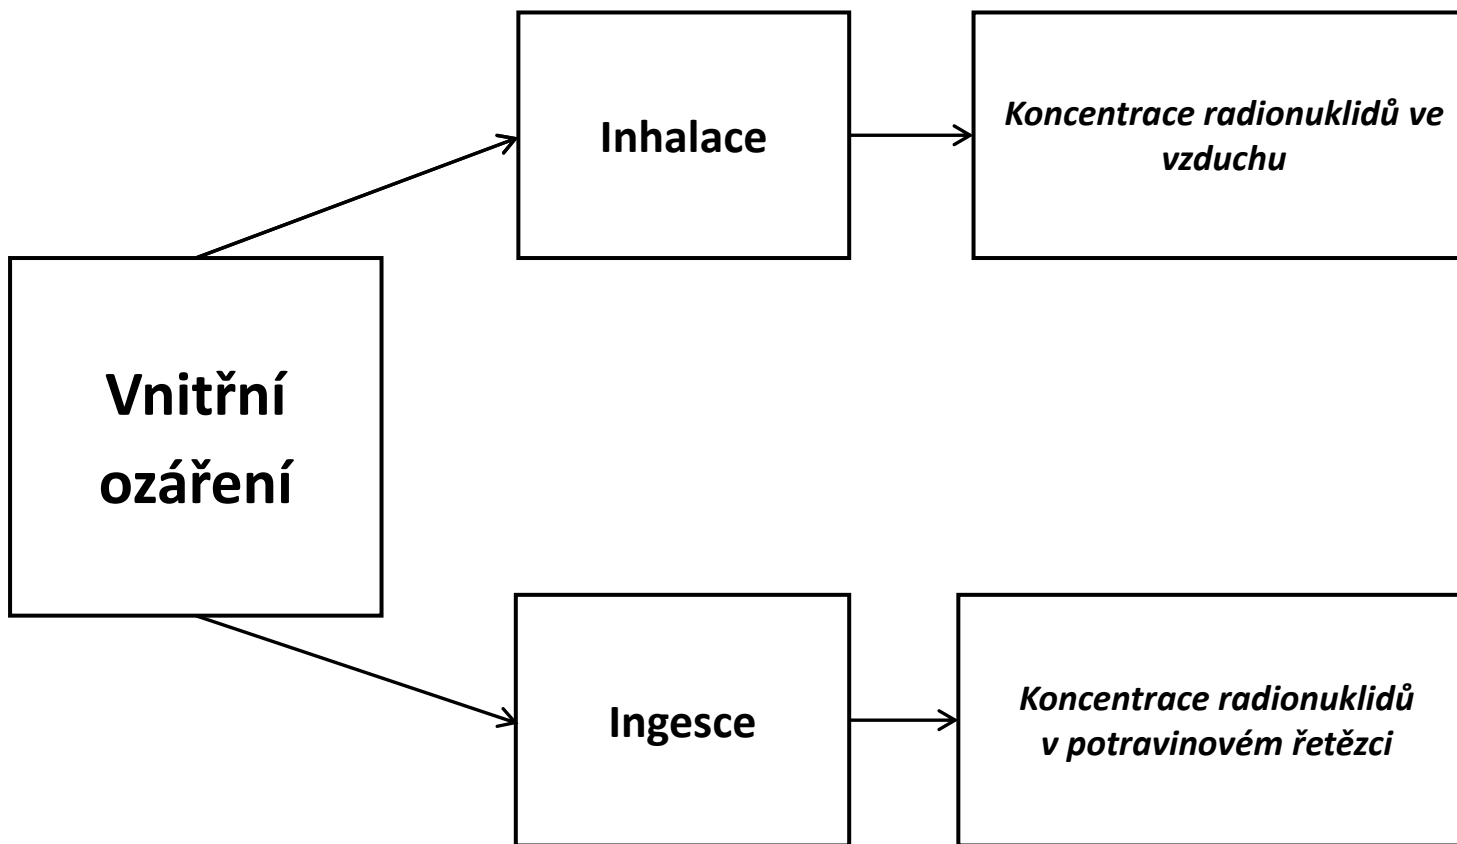 Inhalace
Koncentrace radionuklidů ve
vzduchu
Vnitřní
ozáření
Ingesce
Koncentrace radionuklidů
v potravinovém řetězci